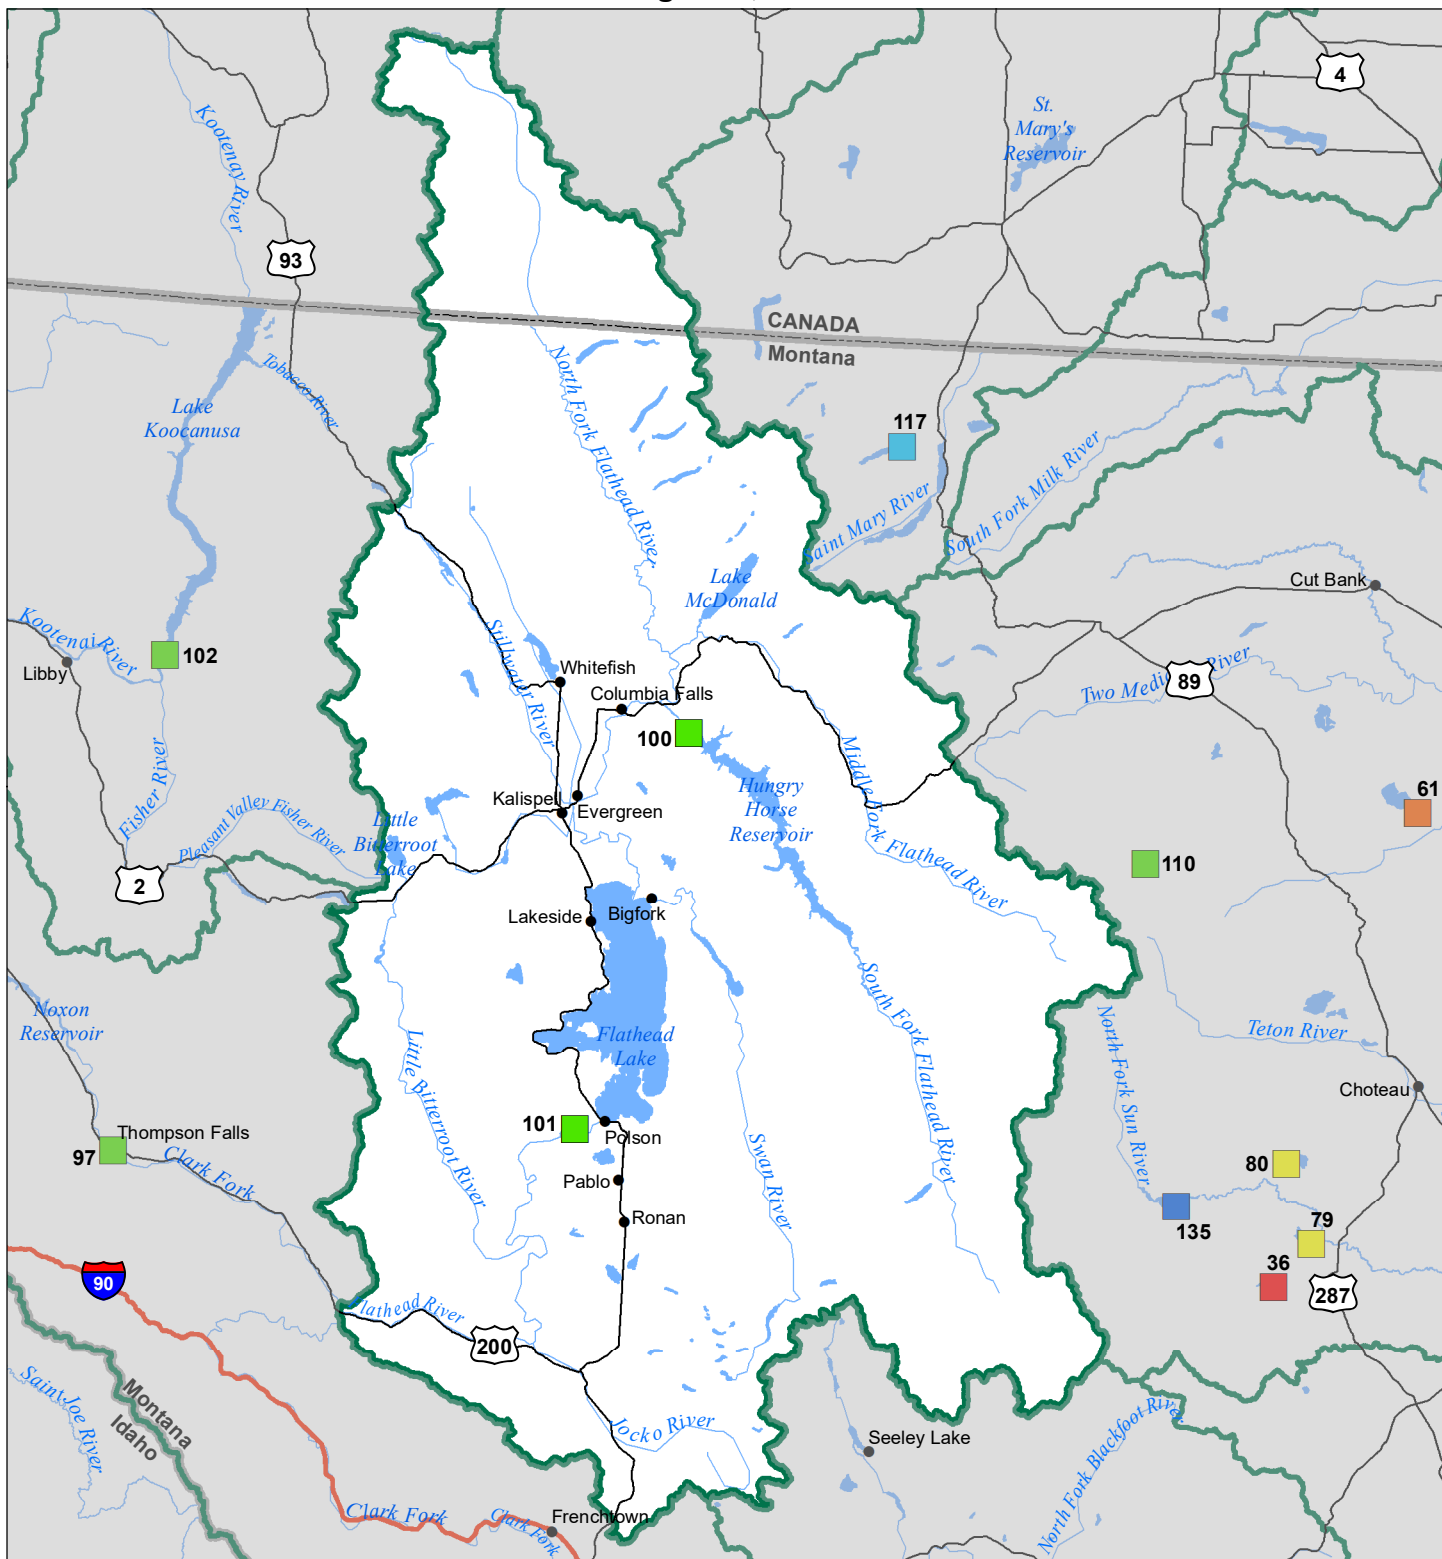 4
St.
Mary's
Reservoir
Kootenay River
93
CANADA
Montana
Tobacco River
North Fork Flathead River
Lake
Koocanusa
117
South Fork Milk River
Saint Mary River
Lake
McDonald
Cut Bank
Kootenai River
102
Libby
Stillwater River
Whitefish
Columbia Falls
Two Medi
River
89
100
Middle Fork Flathead River
Hungry
Horse
Reservoir
Fisher River
Kalispell
Evergreen
61
Pleasant Valley Fisher River
Little
Bitterroot
Lake
2
110
Lakeside
Bigfork
South Fork Flathead River
Noxon
Reservoir
Little Bitterroot River
Flathead
Lake
North Fork Sun River
Teton River
Choteau
101
Polson
Thompson Falls
97
Clark Fork
Swan River
80
Pablo
135
Ronan
79
36
90
287
Flathead River
200
Saint Joe River
Montana
Idaho
Jocko River
Seeley Lake
North Fork Blackfoot River
Clark Fork
Clark Fork
Frenchtown